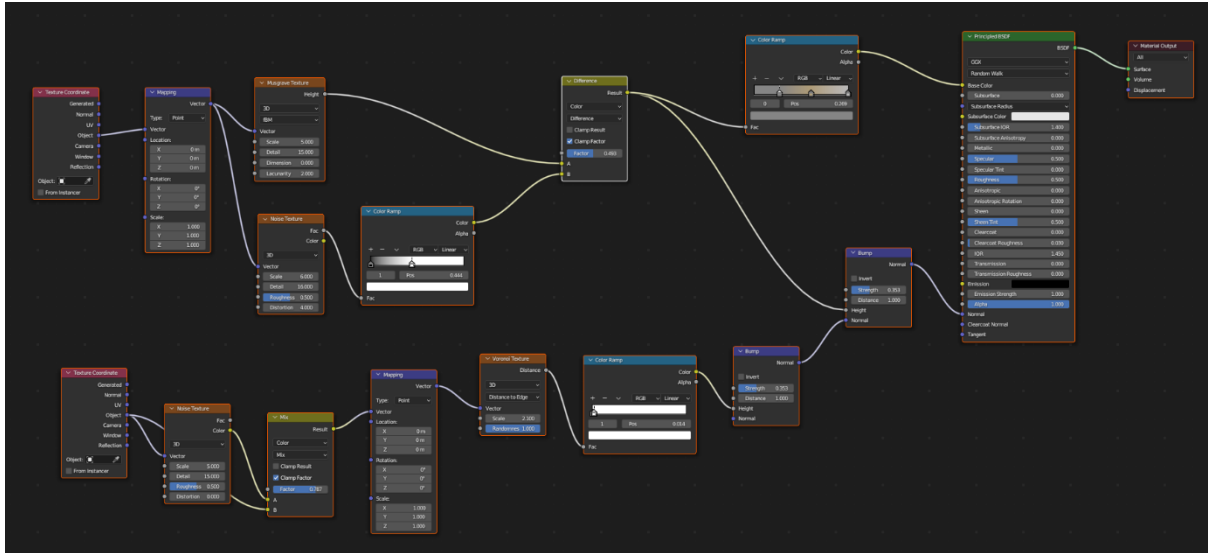 Texture Coordinate
Generated
Normal
UV
Object
Camera
Window
Reflection
Object:
From Instancer
Mapping
Vector
Type: Point
Vector
Location:
X 0 m
Y 0 m
Z 0 m
Rotation:
X 0°
Y 0°
Z 0°
Scale:
X 1.000
Y 1.000
Z 1.000
Musgrave Texture
Height
3D
fBM
Vector
Scale 5.000
Detail 15.000
Dimension 0.000
Lacunarity 2.000
Noise Texture
Fac
Color
3D
Vector
Scale 6.000
Detail 10.000
Roughness 0.500
Distortion 4.000
Color Ramp
Color
Alpha
+ − RGB Linear
1 Pos 0.444
Fac
Difference
Result
Color
Difference
Clamp Result
Clamp Factor
Factor 0.483
A
B
Color Ramp
Color
Alpha
+ − RGB Linear
0 Pos 0.269
Fac
Principled BSDF
BSDF
GGX
Random Walk
Base Color
Subsurface 0.000
Subsurface Radius
Subsurface Color
Subsurface IOR 1.400
Subsurface Anisotropy 0.000
Metallic 0.000
Specular 0.500
Specular Tint 0.000
Roughness 0.500
Anisotropic 0.000
Anisotropic Rotation 0.000
Sheen 0.000
Sheen Tint 0.500
Clearcoat 0.000
Clearcoat Roughness 0.030
IOR 1.450
Transmission 0.000
Transmission Roughness 0.000
Emission
Emission Strength 1.000
Alpha 1.000
Normal
Clearcoat Normal
Tangent
Material Output
All
Surface
Volume
Displacement
Bump
Normal
Invert
Strength 0.353
Distance 1.000
Height
Normal
Texture Coordinate
Generated
Normal
UV
Object
Camera
Window
Reflection
Object:
From Instancer
Noise Texture
Fac
Color
3D
Vector
Scale 5.000
Detail 15.000
Roughness 0.500
Distortion 0.000
Mix
Result
Color
Mix
Clamp Result
Clamp Factor
Factor 0.767
A
B
Mapping
Vector
Type: Point
Vector
Location:
X 0 m
Y 0 m
Z 0 m
Rotation:
X 0°
Y 0°
Z 0°
Scale:
X 1.000
Y 1.000
Z 1.000
Voronoi Texture
Distance
3D
Distance to Edge
Vector
Scale 2.100
Randomness 1.000
Color Ramp
Color
Alpha
+ − RGB Linear
1 Pos 0.014
Fac
Bump
Normal
Invert
Strength 0.353
Distance 1.000
Height
Normal